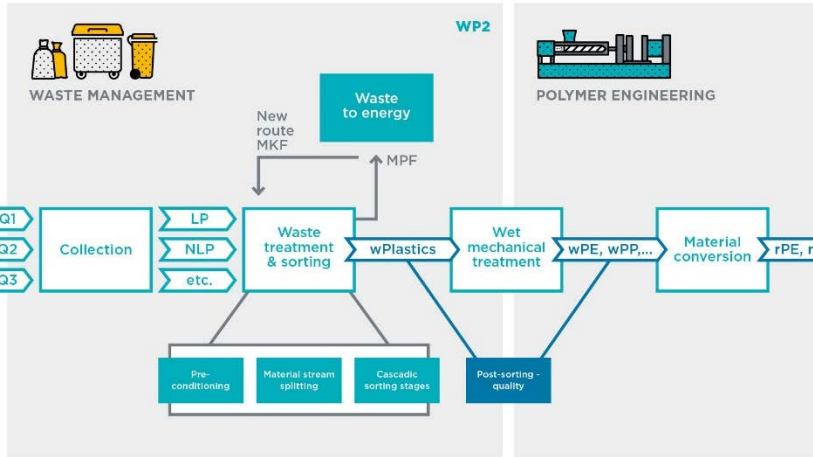 WP2
WASTE MANAGEMENT
POLYMER ENGINEERING
Waste
to energy
New
route
MKF
MPF
Q1
Q2
Q3
Collection
LP
NLP
etc.
Waste
treatment
& sorting
wPlastics
Wet
mechanical
treatment
wPE, wPP,...
Material
conversion
rPE, r
Pre-
conditioning
Material stream
splitting
Cascadic
sorting stages
Post-sorting -
quality